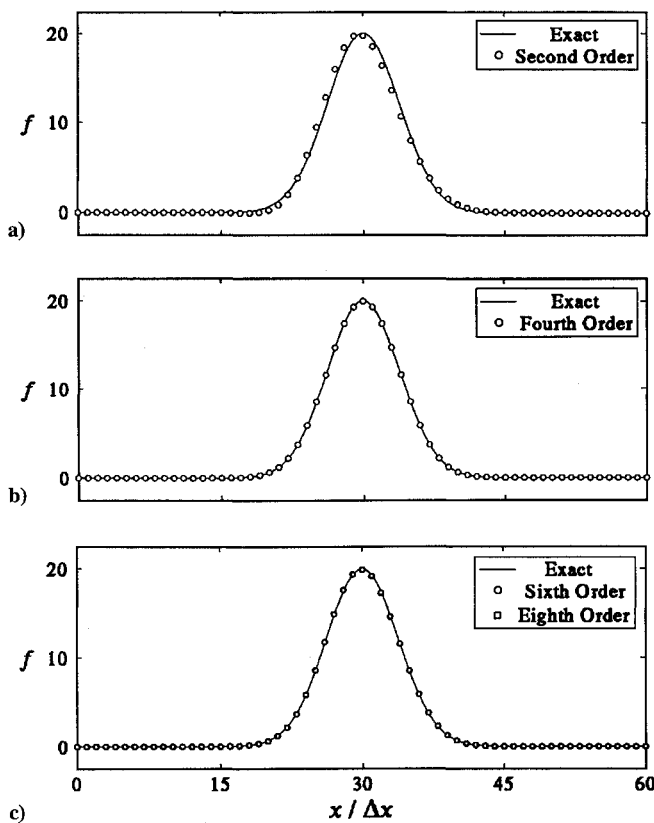 Exact
Second Order
20
f 10
0
a)
Exact
Fourth Order
20
f 10
0
b)
Exact
Sixth Order
Eighth Order
20
f 10
0
0 15 30 45 60
c)
x / Δx